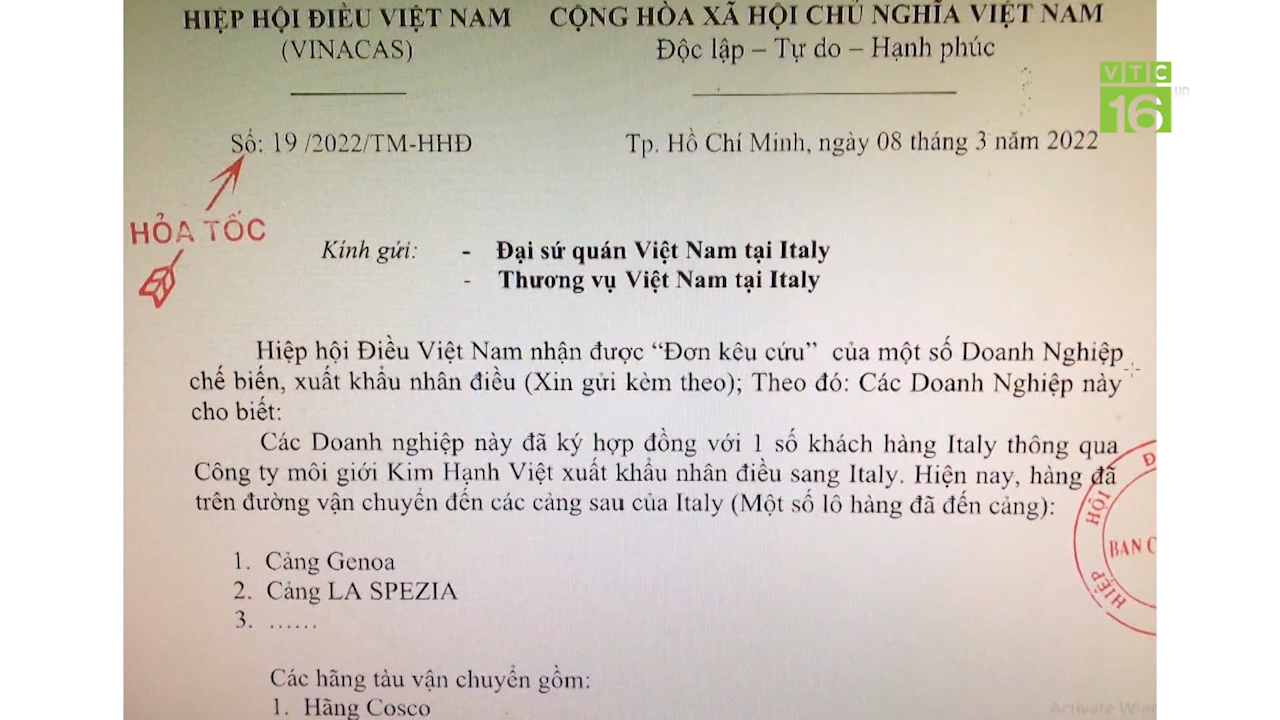 HIỆP HỘI ĐIỀU VIỆT NAM CỘNG HÒA XÃ HỘI CHỦ NGHĨA VIỆT NAM
(VINACAS) Độc lập – Tự do – Hạnh phúc
VTC
16
Số: 19 /2022/TM-HHĐ Tp. Hồ Chí Minh, ngày 08 tháng 3 năm 2022
HỎA TỐC
Kính gửi: - Đại sứ quán Việt Nam tại Italy
- Thương vụ Việt Nam tại Italy
Hiệp hội Điều Việt Nam nhận được “Đơn kêu cứu” của một số Doanh Nghiệp
chế biến, xuất khẩu nhân điều (Xin gửi kèm theo); Theo đó: Các Doanh Nghiệp này
cho biết:
Các Doanh nghiệp này đã ký hợp đồng với 1 số khách hàng Italy thông qua
Công ty môi giới Kim Hạnh Việt xuất khẩu nhân điều sang Italy. Hiện nay, hàng đã
trên đường vận chuyển đến các cảng sau của Italy (Một số lô hàng đã đến cảng):
HIỆP HỘI Đ
BAN C
1. Cảng Genoa
2. Cảng LA SPEZIA
3. ......
Các hãng tàu vận chuyển gồm:
1. Hãng Cosco
Activate Win